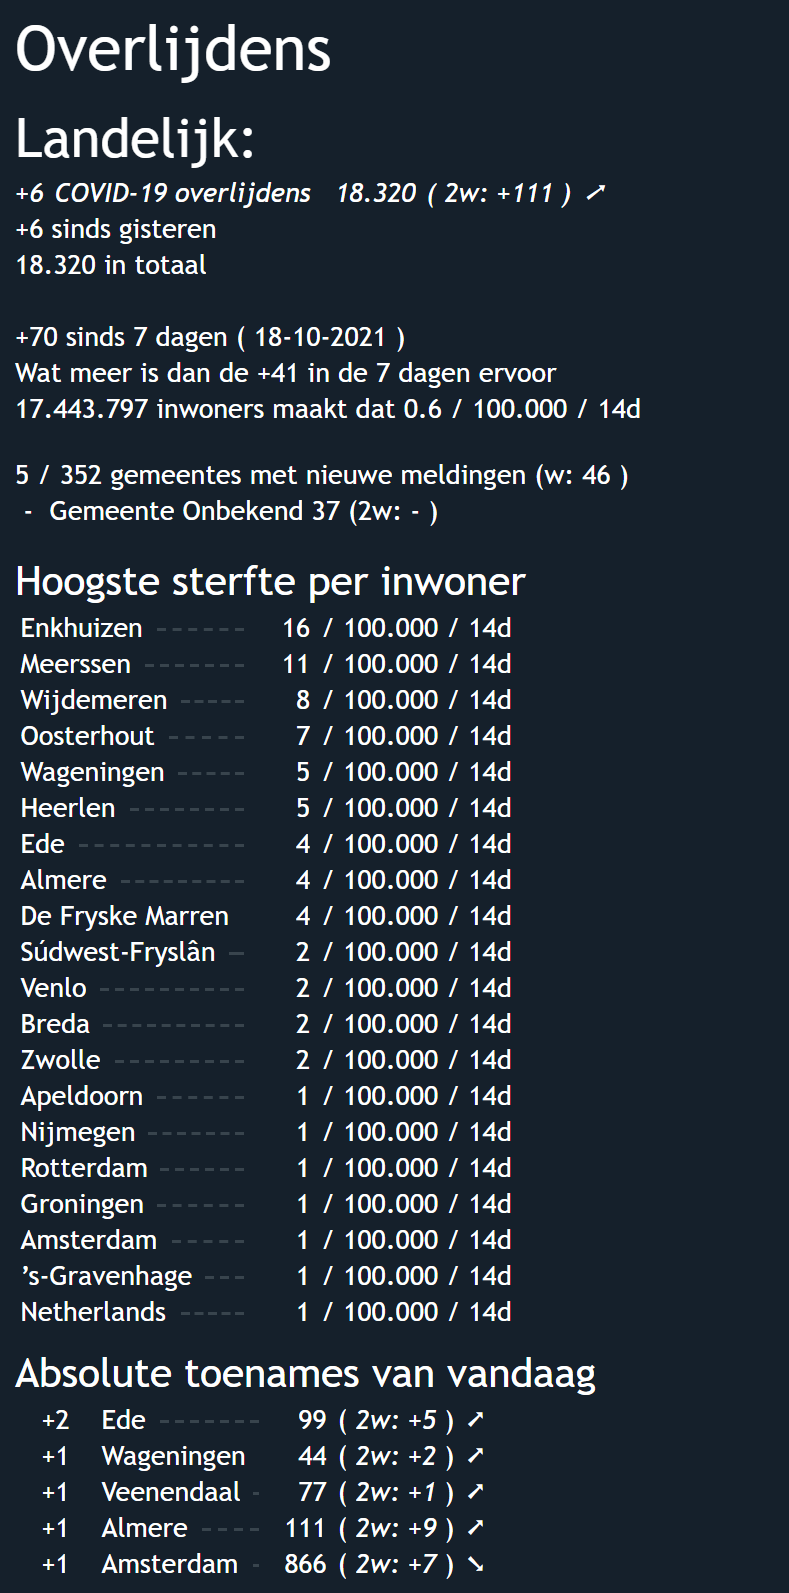 Overlijdens
Landelijk:
+6 COVID-19 overlijdens 18.320 ( 2w: +111 ) ➚
+6 sinds gisteren
18.320 in totaal
+70 sinds 7 dagen ( 18-10-2021 )
Wat meer is dan de +41 in de 7 dagen ervoor
17.443.797 inwoners maakt dat 0.6 / 100.000 / 14d
5 / 352 gemeentes met nieuwe meldingen (w: 46 )
- Gemeente Onbekend 37 (2w: - )
Hoogste sterfte per inwoner
Enkhuizen ------ 16 / 100.000 / 14d
Meerssen ------- 11 / 100.000 / 14d
Wijdemeren ----- 8 / 100.000 / 14d
Oosterhout ----- 7 / 100.000 / 14d
Wageningen ----- 5 / 100.000 / 14d
Heerlen -------- 5 / 100.000 / 14d
Ede ----------- 4 / 100.000 / 14d
Almere --------- 4 / 100.000 / 14d
De Fryske Marren 4 / 100.000 / 14d
Súdwest-Fryslân - 2 / 100.000 / 14d
Venlo ---------- 2 / 100.000 / 14d
Breda ---------- 2 / 100.000 / 14d
Zwolle --------- 2 / 100.000 / 14d
Apeldoorn ------ 1 / 100.000 / 14d
Nijmegen ------- 1 / 100.000 / 14d
Rotterdam ------ 1 / 100.000 / 14d
Groningen ------ 1 / 100.000 / 14d
Amsterdam ----- 1 / 100.000 / 14d
’s-Gravenhage --- 1 / 100.000 / 14d
Netherlands ----- 1 / 100.000 / 14d
Absolute toenames van vandaag
+2 Ede ------- 99 ( 2w: +5 ) ➚
+1 Wageningen 44 ( 2w: +2 ) ➚
+1 Veenendaal - 77 ( 2w: +1 ) ➚
+1 Almere ---- 111 ( 2w: +9 ) ➚
+1 Amsterdam - 866 ( 2w: +7 ) ➘